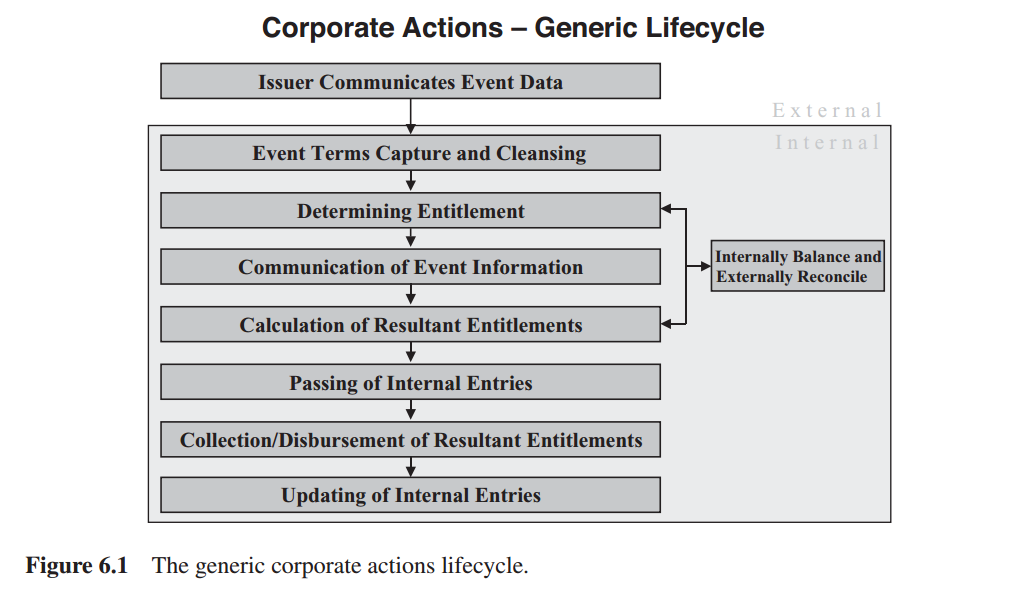 Corporate Actions – Generic Lifecycle
Issuer Communicates Event Data
External
Internal
Event Terms Capture and Cleansing
Determining Entitlement
Communication of Event Information
Internally Balance and
Externally Reconcile
Calculation of Resultant Entitlements
Passing of Internal Entries
Collection/Disbursement of Resultant Entitlements
Updating of Internal Entries
Figure 6.1 The generic corporate actions lifecycle.